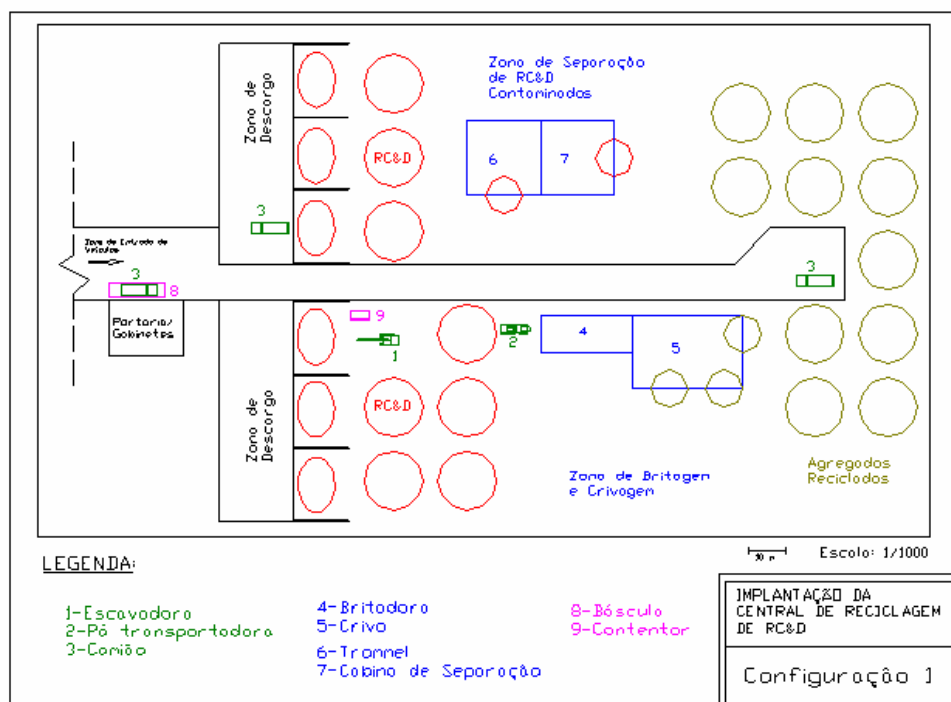 Zona de Descarga
Zona de Separação
de RC&D
Contaminados
RC&D
6
7
3
Zona de Entrada de
Veículos
3
8
3
Portaria/
Gabinetes
9
1
2
4
5
Zona de Descarga
RC&D
Zona de Britagem
e Crivagem
Agregados
Reciclados
LEGENDA:
10 m
Escala: 1/1000
1-Escavadora
2-Pá transportadora
3-Camião
4-Britadora
5-Crivo
6-Trommel
7-Cabina de Separação
8-Báscula
9-Contentor
IMPLANTAÇÃO DA
CENTRAL DE RECICLAGEM
DE RC&D
Configuração 1